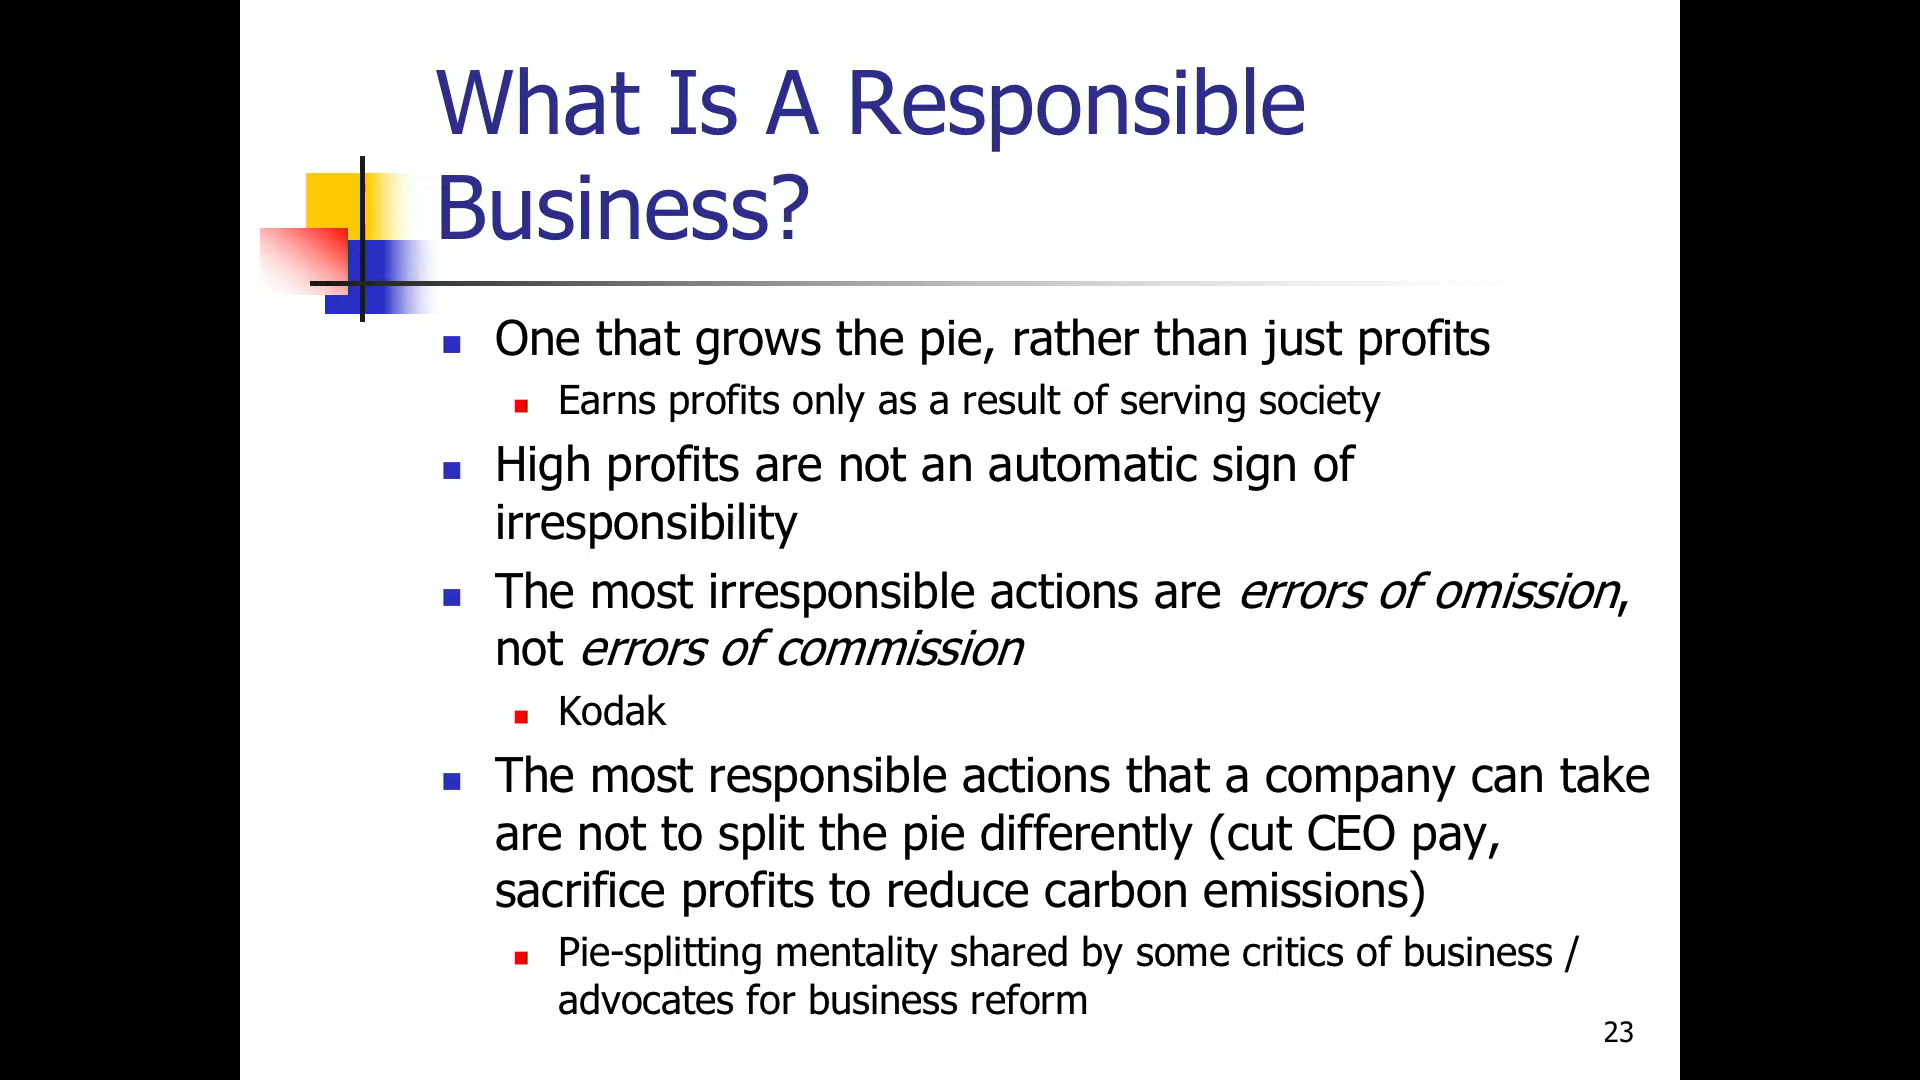 What Is A Responsible
Business?
One that grows the pie, rather than just profits
Earns profits only as a result of serving society
High profits are not an automatic sign of
irresponsibility
The most irresponsible actions are errors of omission,
not errors of commission
Kodak
The most responsible actions that a company can take
are not to split the pie differently (cut CEO pay,
sacrifice profits to reduce carbon emissions)
Pie-splitting mentality shared by some critics of business /
advocates for business reform
23